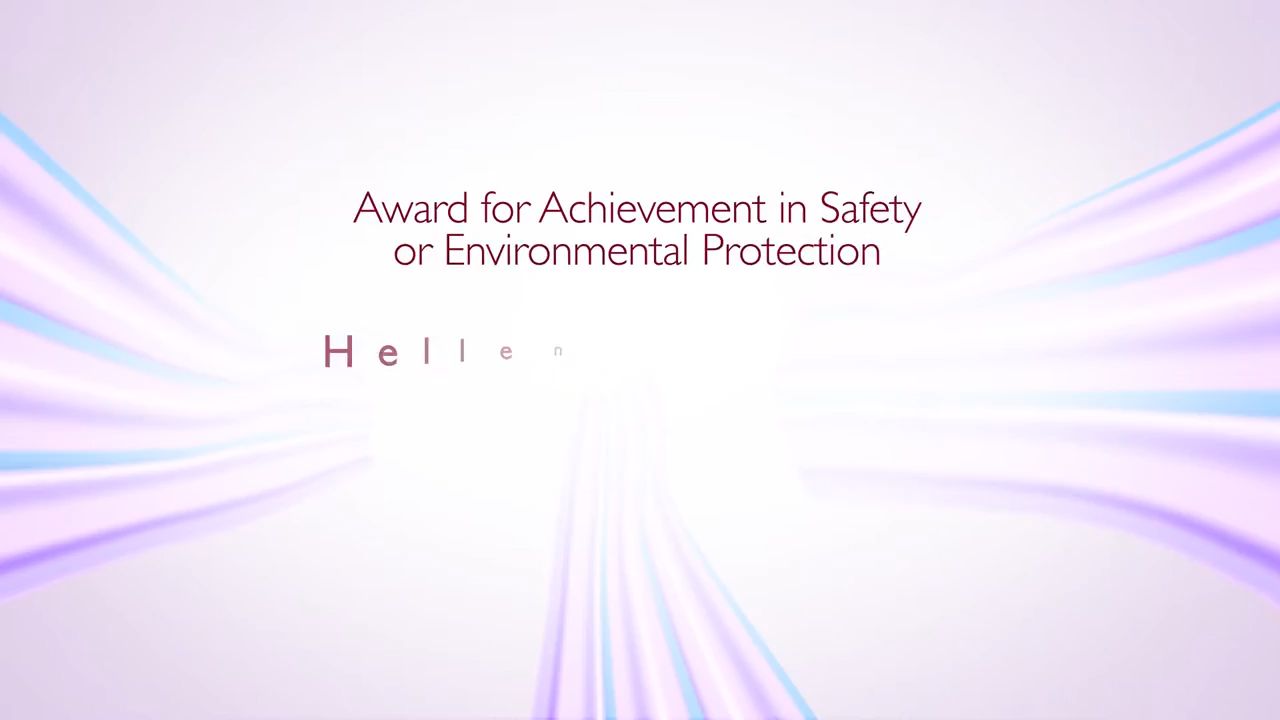 Award for Achievement in Safety
or Environmental Protection
Hellen